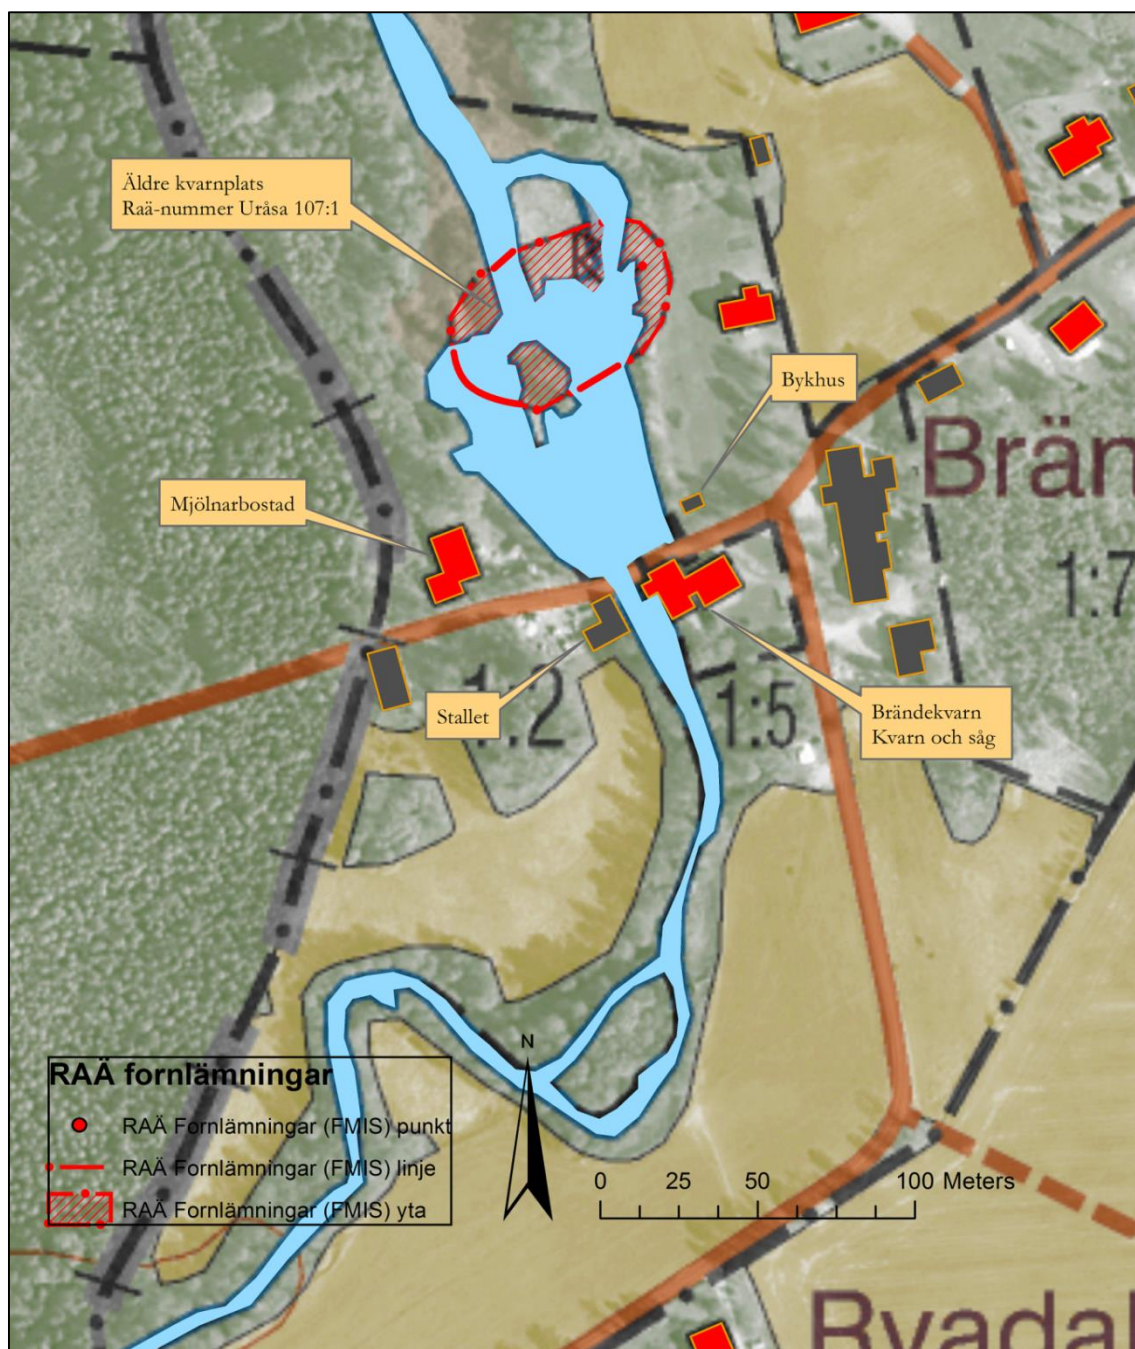 Äldre kvarnplats
Raä-nummer Uråsa 107:1
R
Bykhus
Brän
Mjölnarbostad
1:7
Stallet
1:2
1:5
Brändekvarn
Kvarn och såg
N
RAÄ fornlämningar
RAÄ Fornlämningar (FMIS) punkt
RAÄ Fornlämningar (FMIS) linje
RAÄ Fornlämningar (FMIS) yta
0 25 50 100 Meters
Byadal